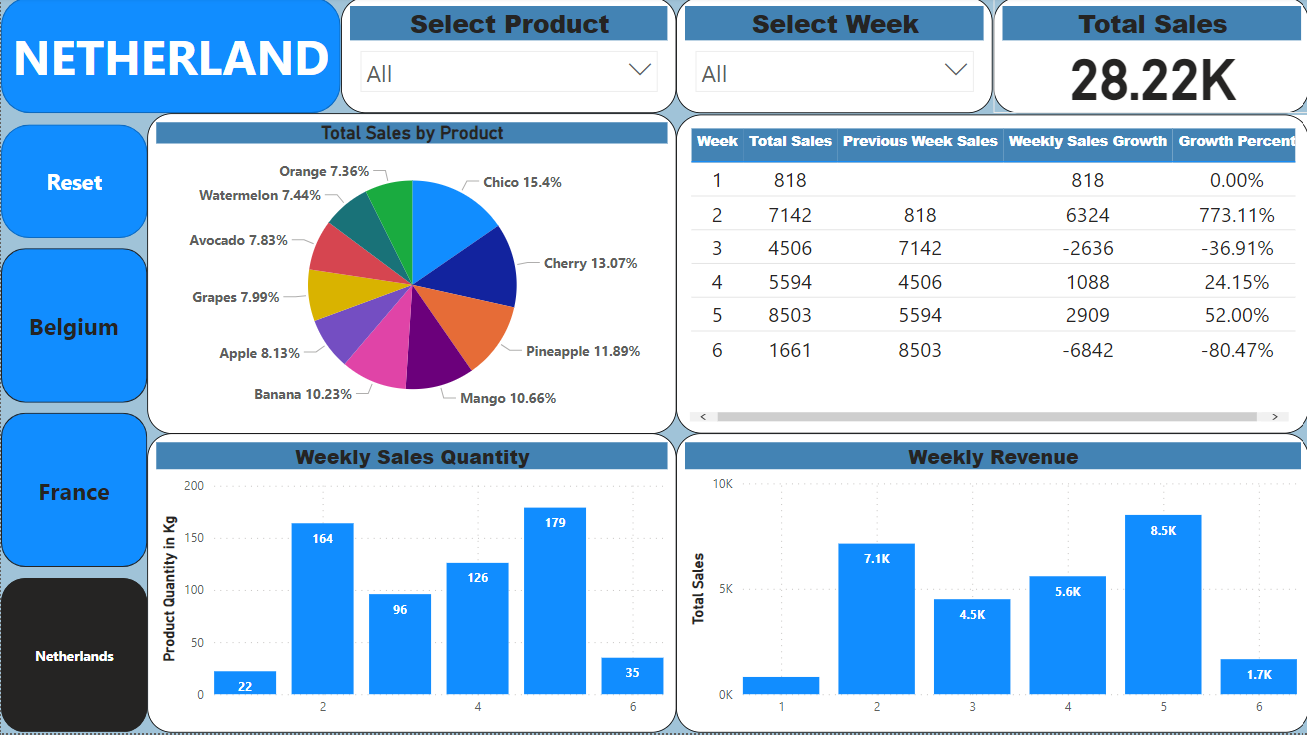 NETHERLAND
Select Product
All
Select Week
All
Total Sales
28.22K
Reset
Belgium
France
Netherlands
Total Sales by Product
Orange 7.36%
Chico 15.4%
Watermelon 7.44%
Avocado 7.83%
Cherry 13.07%
Grapes 7.99%
Apple 8.13%
Pineapple 11.89%
Banana 10.23%
Mango 10.66%
Week Total Sales Previous Week Sales Weekly Sales Growth Growth Percent
1 818 818 0.00%
2 7142 818 6324 773.11%
3 4506 7142 -2636 -36.91%
4 5594 4506 1088 24.15%
5 8503 5594 2909 52.00%
6 1661 8503 -6842 -80.47%
Weekly Sales Quantity
Product Quantity in Kg
200
150
100
50
0
22
164
96
126
179
35
2 4 6
Weekly Revenue
Total Sales
10K
5K
0K
7.1K
4.5K
5.6K
8.5K
1.7K
1 2 3 4 5 6